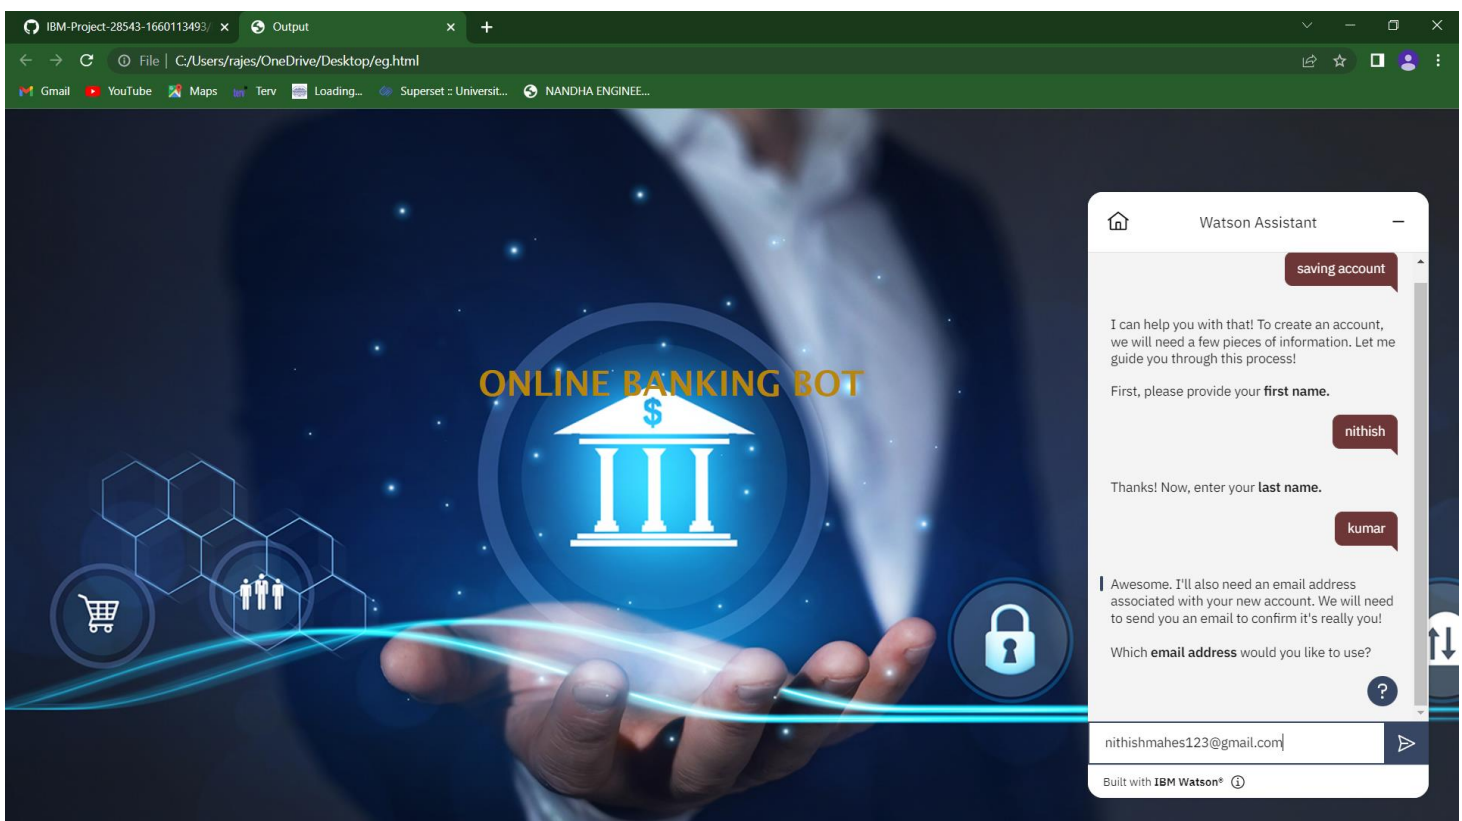 IBM-Project-28543-1660113493/
Output
File | C:/Users/rajes/OneDrive/Desktop/eg.html
Gmail YouTube Maps Terv Loading... Superset :: Universit... NANDHA ENGINEE...
ONLINE BANKING BOT
$
Watson Assistant
saving account
I can help you with that! To create an account,
we will need a few pieces of information. Let me
guide you through this process!
First, please provide your first name.
nithish
Thanks! Now, enter your last name.
kumar
Awesome. I'll also need an email address
associated with your new account. We will need
to send you an email to confirm it's really you!
Which email address would you like to use?
?
nithishmahes123@gmail.com
Built with IBM Watson®